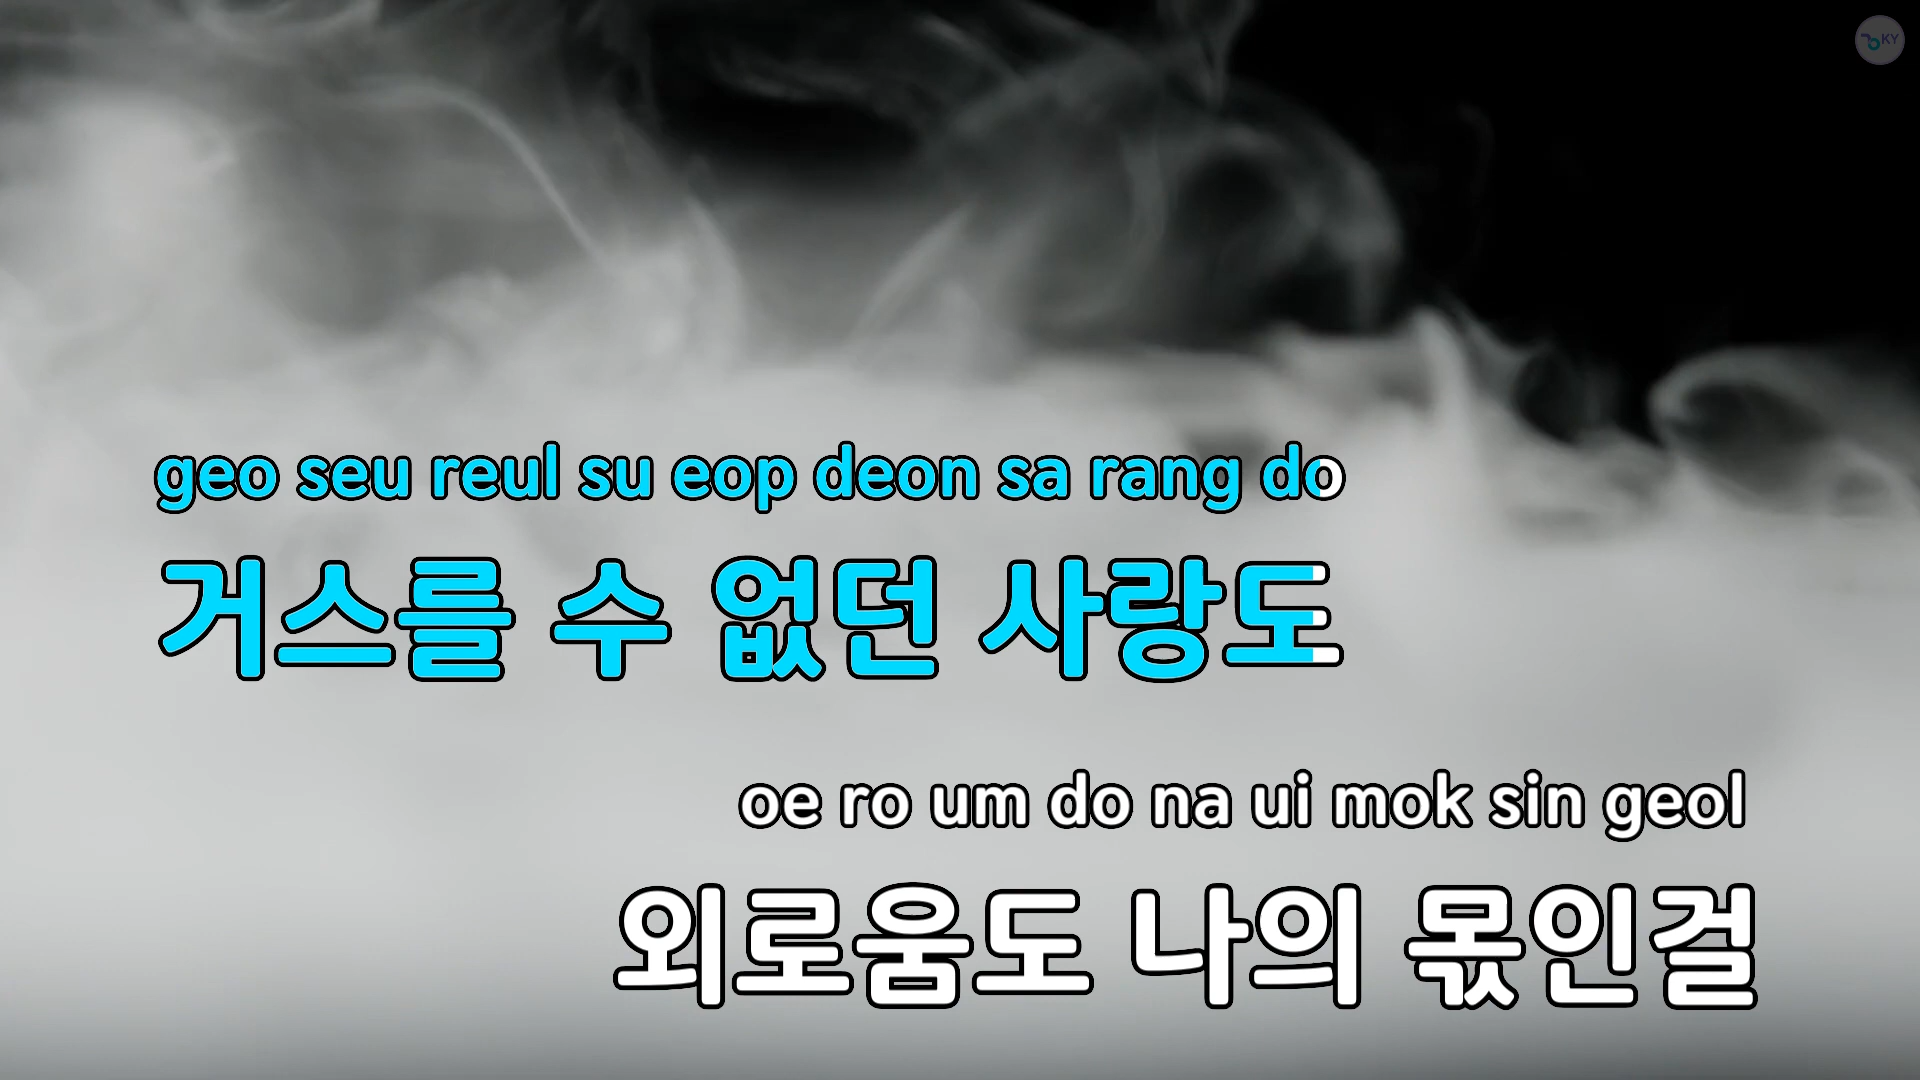 KY
geo seu reul su eop deon sa rang do
거스를 수 없던 사랑도
oe ro um do na ui mok sin geol
외로움도 나의 몫인걸